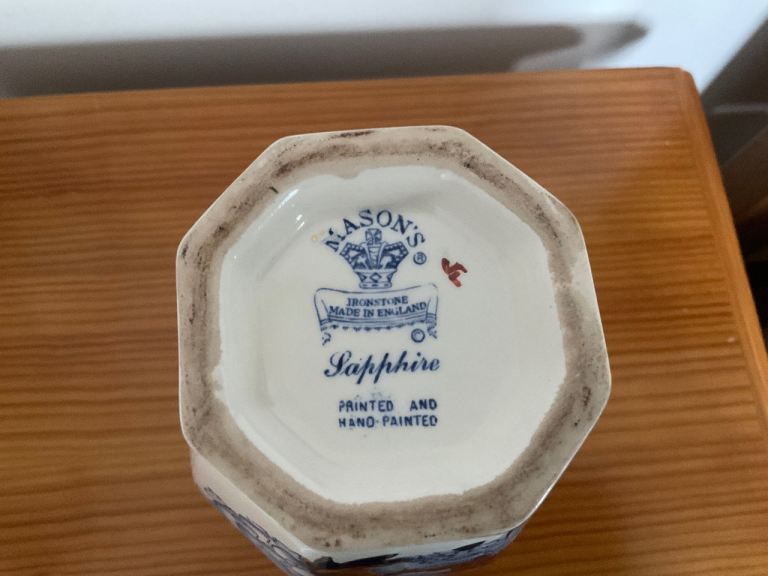 MASON'S®
IRONSTONE
MADE IN ENGLAND
©
Sapphire
PRINTED AND
HAND-PAINTED